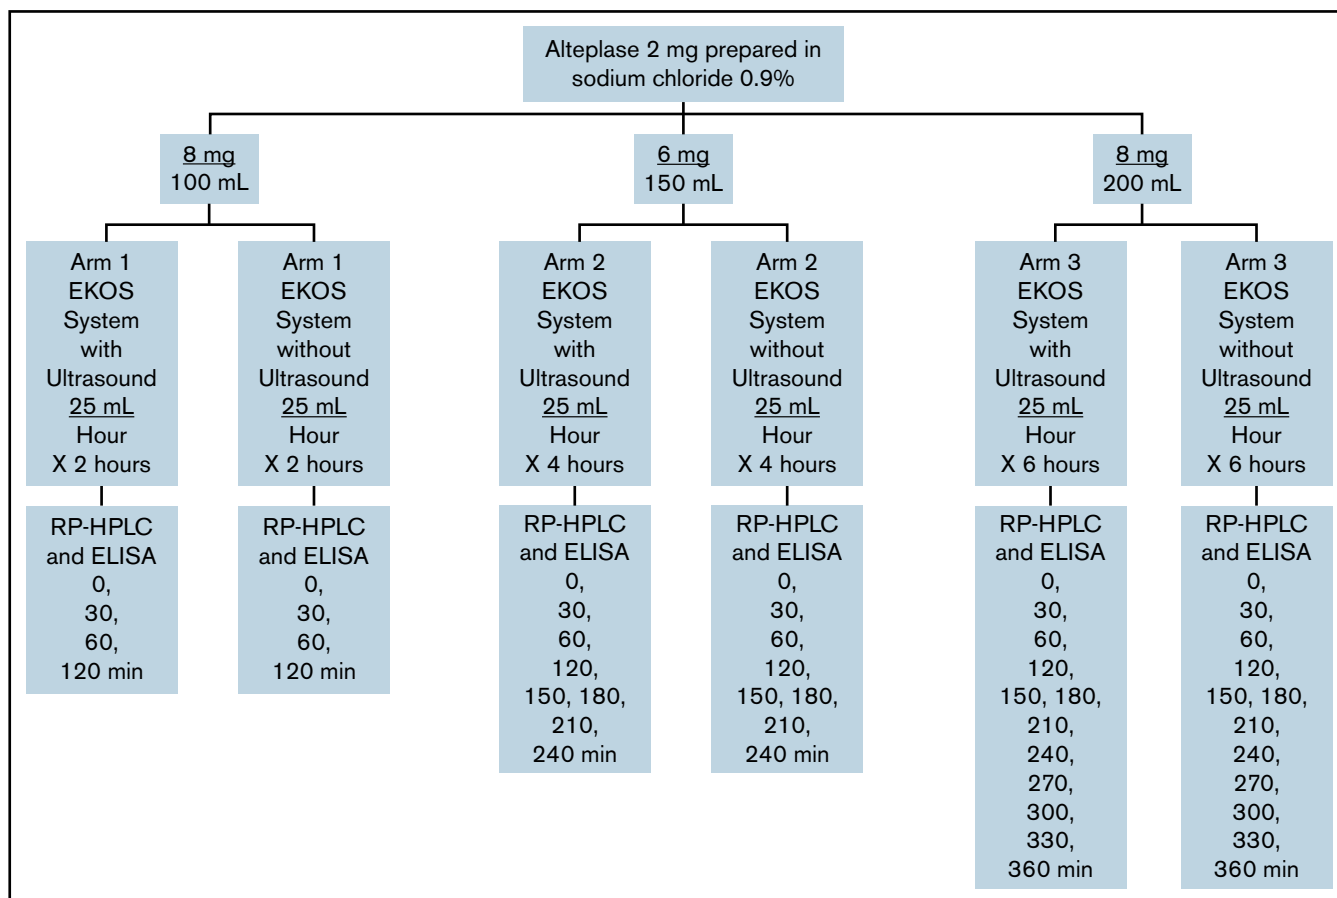 Alteplase 2 mg prepared in
sodium chloride 0.9%
8 mg
100 mL
6 mg
150 mL
8 mg
200 mL
Arm 1
EKOS
System
with
Ultrasound
25 mL
Hour
X 2 hours
Arm 1
EKOS
System
without
Ultrasound
25 mL
Hour
X 2 hours
Arm 2
EKOS
System
with
Ultrasound
25 mL
Hour
X 4 hours
Arm 2
EKOS
System
without
Ultrasound
25 mL
Hour
X 4 hours
Arm 3
EKOS
System
with
Ultrasound
25 mL
Hour
X 6 hours
Arm 3
EKOS
System
without
Ultrasound
25 mL
Hour
X 6 hours
RP-HPLC
and ELISA
0,
30,
60,
120 min
RP-HPLC
and ELISA
0,
30,
60,
120 min
RP-HPLC
and ELISA
0,
30,
60,
120,
150, 180,
210,
240 min
RP-HPLC
and ELISA
0,
30,
60,
120,
150, 180,
210,
240 min
RP-HPLC
and ELISA
0,
30,
60,
120,
150, 180,
210,
240,
270,
300,
330,
360 min
RP-HPLC
and ELISA
0,
30,
60,
120,
150, 180,
210,
240,
270,
300,
330,
360 min